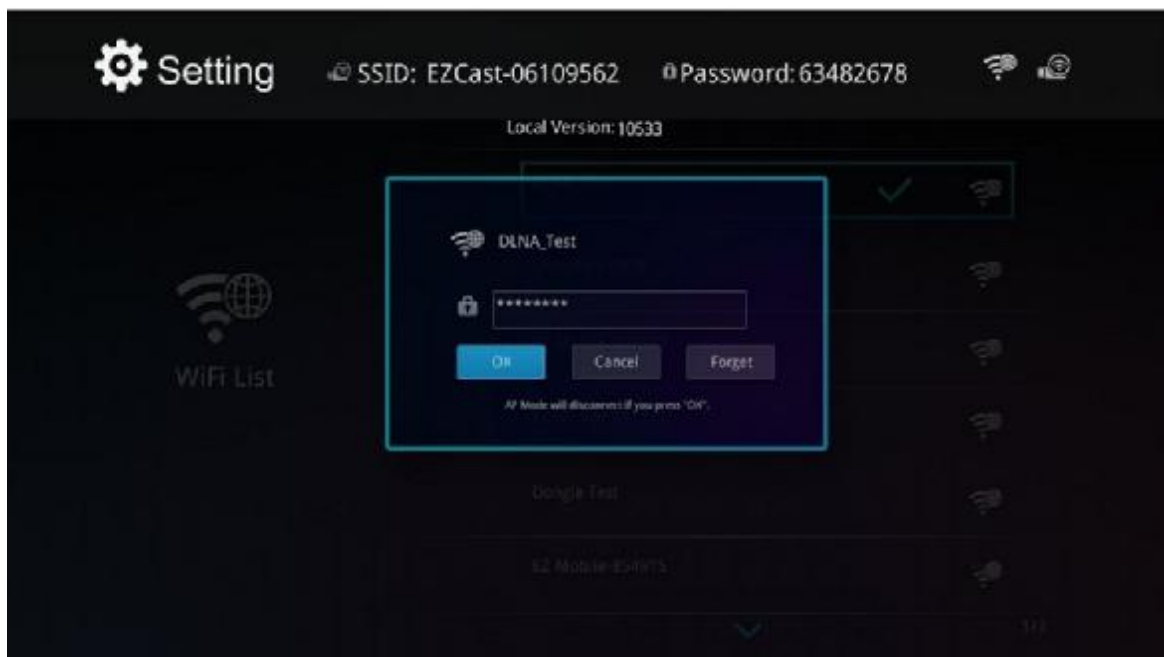 Setting
SSID: EZCast-06109562
Password: 63482678
Local Version: 10533
DLNA_Test
********
OK
Cancel
Forget
AP Mode will disconnect if you press "OK".
WiFi List
Dongle Test